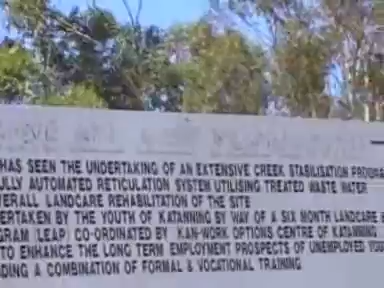 HAS SEEN THE UNDERTAKING OF AN EXTENSIVE CREEK STABILISATION PROGRA
ULLY AUTOMATED RETICULATION SYSTEM UTILISING TREATED WASTE WATER
VERALL LANDCARE REHABILITATION OF THE SITE
ERTAKEN BY THE YOUTH OF KATANNING BY WAY OF A SIX MONTH LANDCARE
GRAM (LEAP) CO-ORDINATED BY KAN-WORK OPTIONS CENTRE OF KATANNING
TO ENHANCE THE LONG TERM EMPLOYMENT PROSPECTS OF UNEMPLOYED YOU
DING A COMBINATION OF FORMAL & VOCATIONAL TRAINING